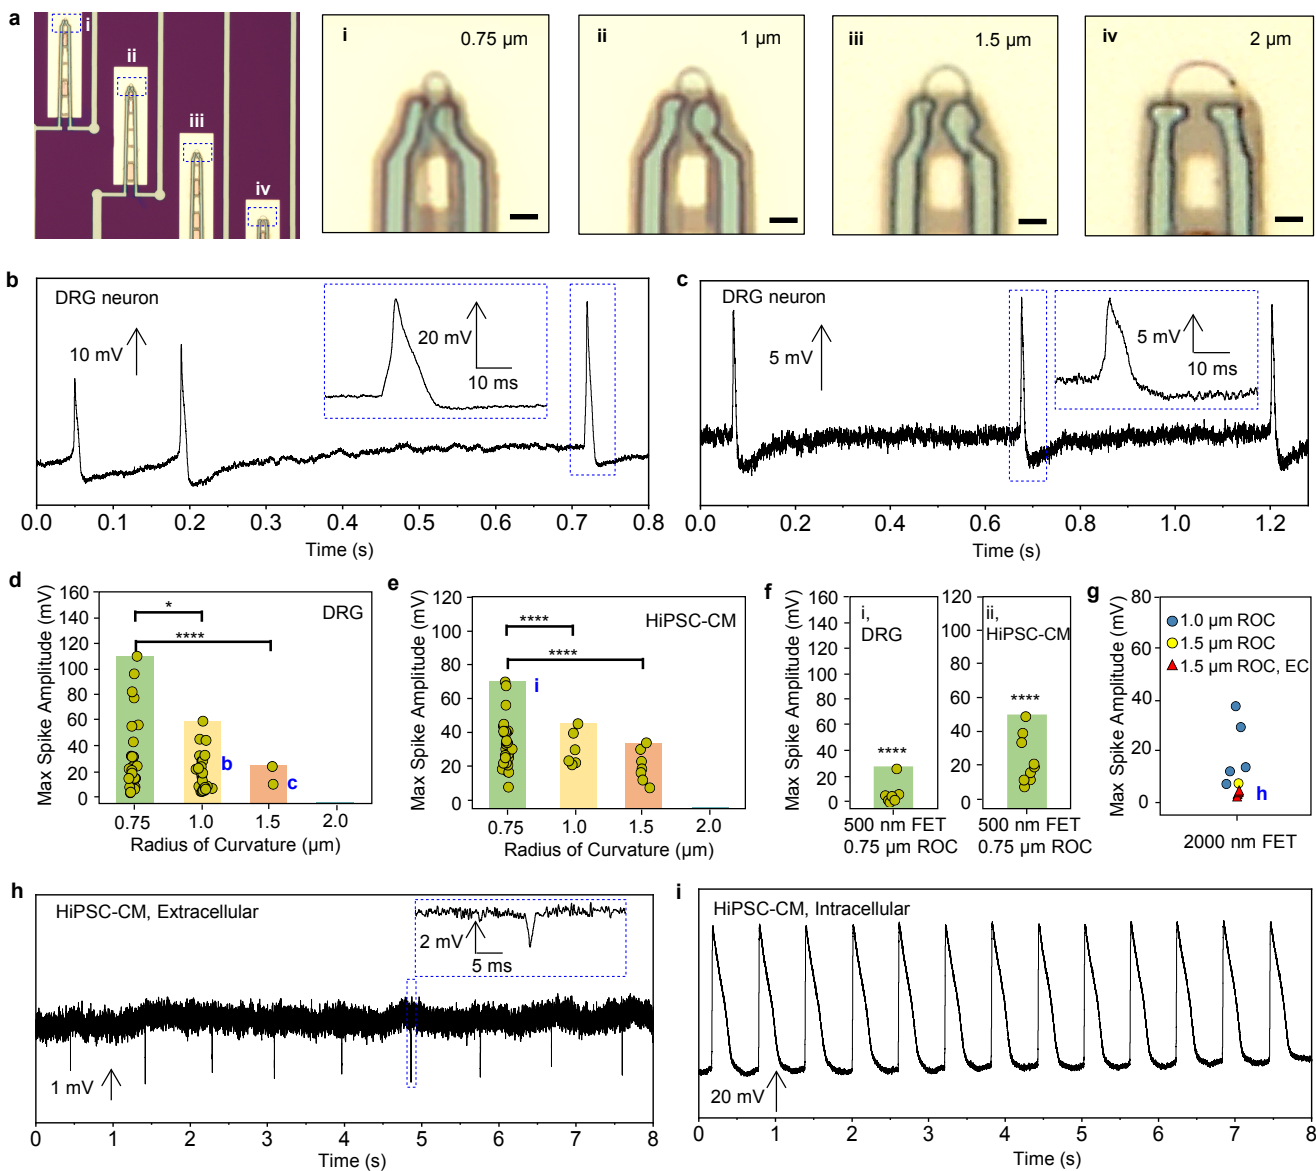 a
i
ii
iii
iv
i
0.75 µm
ii
1 µm
iii
1.5 µm
iv
2 µm
b
DRG neuron
10 mV
20 mV
10 ms
0.0 0.1 0.2 0.3 0.4 0.5 0.6 0.7 0.8
Time (s)
c
DRG neuron
5 mV
5 mV
10 ms
0.0 0.2 0.4 0.6 0.8 1.0 1.2
Time (s)
d
Max Spike Amplitude (mV)
160
140
120
100
80
60
40
20
0
DRG
*
****
b
c
0.75 1.0 1.5 2.0
Radius of Curvature (µm)
e
Max Spike Amplitude (mV)
120
100
80
60
40
20
0
HiPSC-CM
****
****
i
0.75 1.0 1.5 2.0
Radius of Curvature (µm)
f
Max Spike Amplitude (mV)
160
140
120
100
80
60
40
20
0
i,
DRG
****
500 nm FET
0.75 µm ROC
120
100
80
60
40
20
0
ii,
HiPSC-CM
****
500 nm FET
0.75 µm ROC
g
Max Spike Amplitude (mV)
80
60
40
20
0
1.0 µm ROC
1.5 µm ROC
1.5 µm ROC, EC
h
2000 nm FET
h
HiPSC-CM, Extracellular
2 mV
5 ms
1 mV
0 1 2 3 4 5 6 7 8
Time (s)
i
HiPSC-CM, Intracellular
20 mV
0 1 2 3 4 5 6 7 8
Time (s)